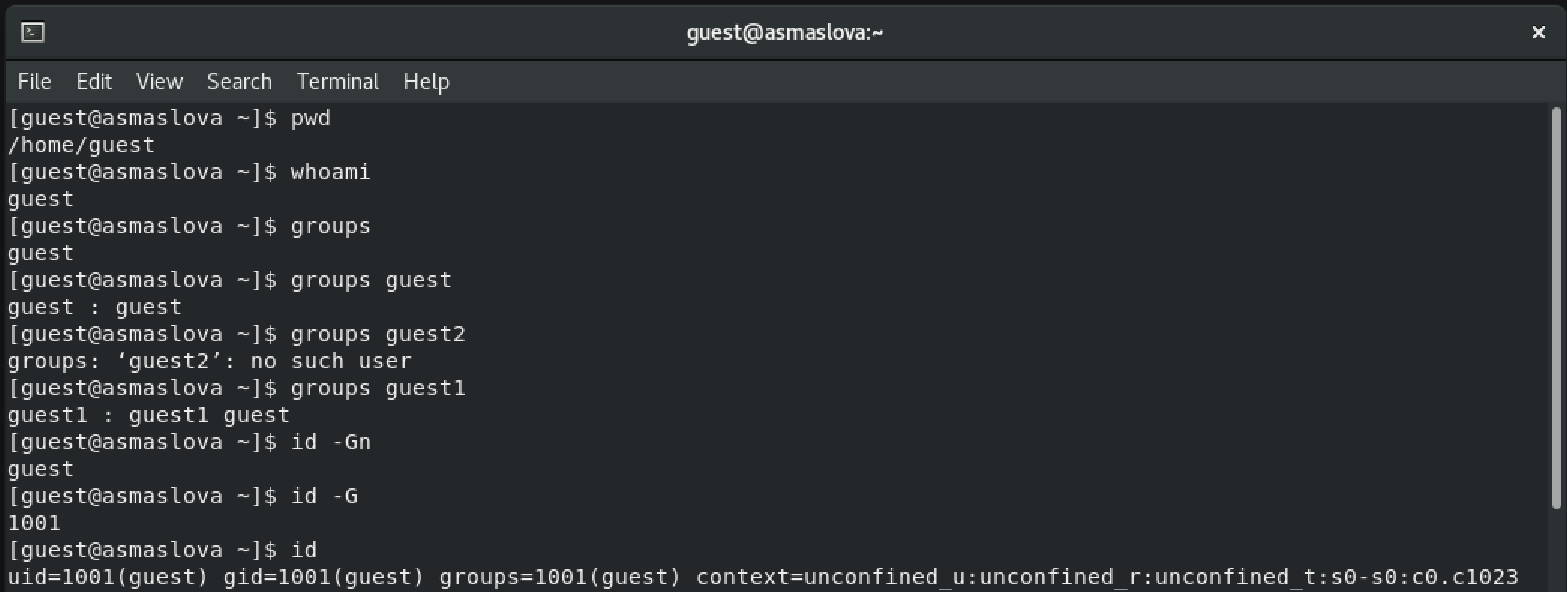 guest@asmaslova:~
File Edit View Search Terminal Help
[guest@asmaslova ~]$ pwd
/home/guest
[guest@asmaslova ~]$ whoami
guest
[guest@asmaslova ~]$ groups
guest
[guest@asmaslova ~]$ groups guest
guest : guest
[guest@asmaslova ~]$ groups guest2
groups: ‘guest2’: no such user
[guest@asmaslova ~]$ groups guest1
guest1 : guest1 guest
[guest@asmaslova ~]$ id -Gn
guest
[guest@asmaslova ~]$ id -G
1001
[guest@asmaslova ~]$ id
uid=1001(guest) gid=1001(guest) groups=1001(guest) context=unconfined_u:unconfined_r:unconfined_t:s0-s0:c0.c1023